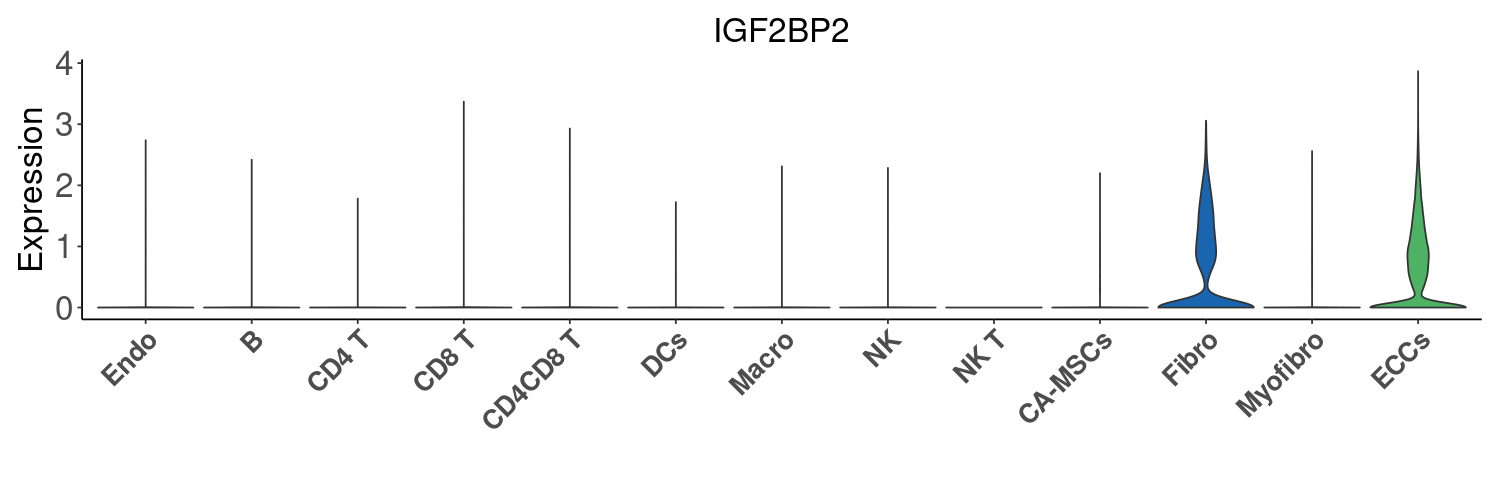 IGF2BP2
Expression
4
3
2
1
0
Endo
B
CD4 T
CD8 T
CD4CD8 T
DCs
Macro
NK
NK T
CA-MSCs
Fibro
Myofibro
ECCs